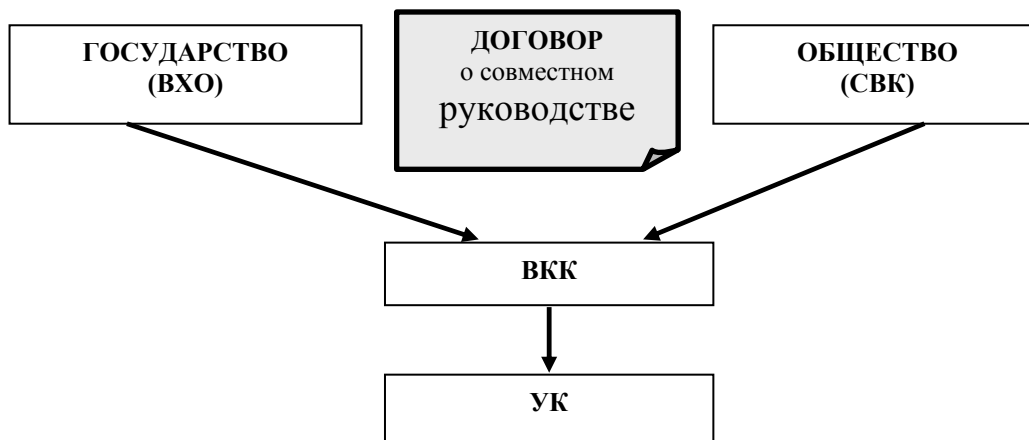 ГОСУДАРСТВО
(ВХО)
ДОГОВОР
о совместном
руководстве
ОБЩЕСТВО
(СВК)
ВКК
УК